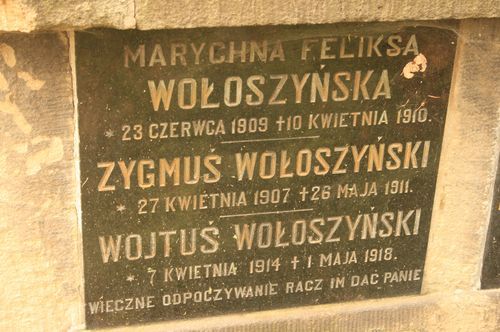 MARYCHNA FELIKSA
WOŁOSZYŃSKA
* 23 CZERWCA 1909 † 10 KWIETNIA 1910.
ZYGMUŚ WOŁOSZYŃSKI
* 27 KWIETNIA 1907 † 26 MAJA 1911.
WOJTUŚ WOŁOSZYŃSKI
* 7 KWIETNIA 1914 † 1 MAJA 1918.
WIECZNE ODPOCZYWANIE RACZ IM DAĆ PANIE